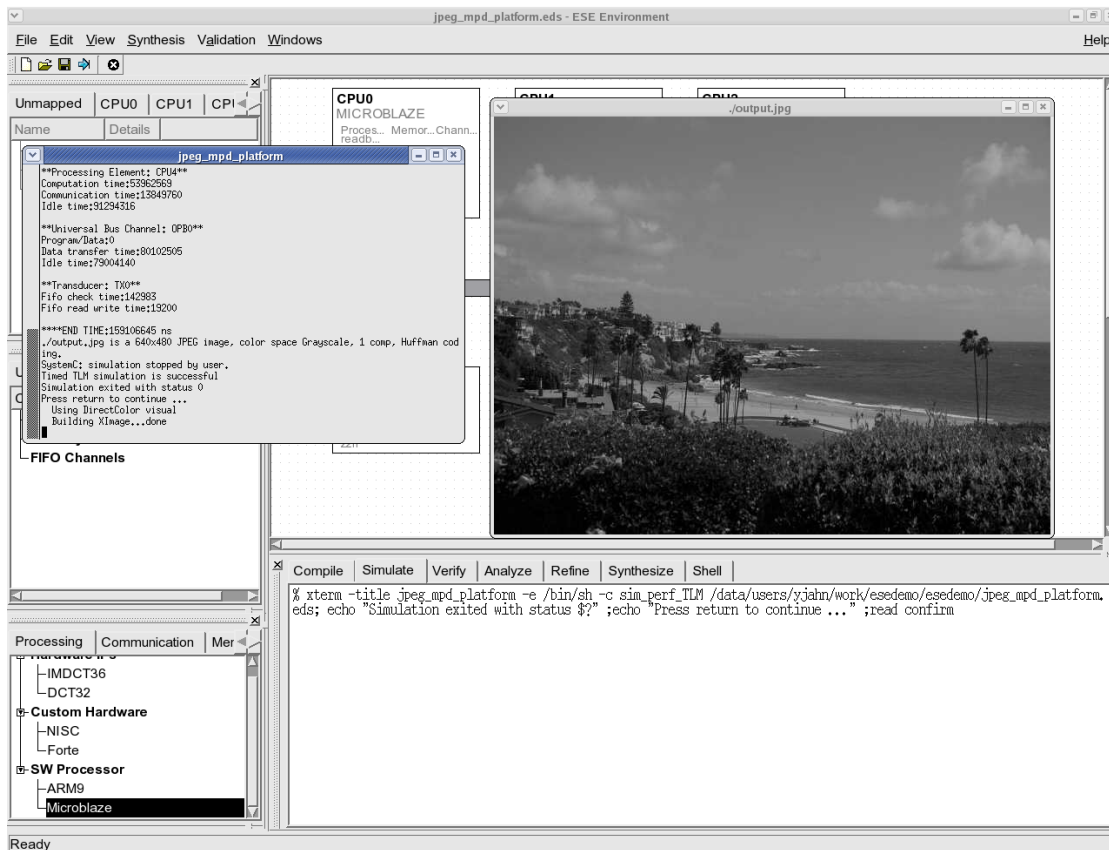 jpeg_mpd_platform.eds - ESE Environment
File Edit View Synthesis Validation Windows Help
Unmapped CPU0 CPU1
Name Details
CPU0
MICROBLAZE
Proces... Memor... Chann...
readb...
./output.jpg
jpeg_mpd_platform
**Processing Element: CPU4**
Computation time:53962569
Communication time:13849760
Idle time:91294316
**Universal Bus Channel: OPB0**
Program/Data:0
Data transfer time:80102505
Idle time:79004140
**Transducer: TX0**
Fifo check time:142983
Fifo read write time:19200
****END TIME:159106645 ns
./output.jpg is a 640x480 JPEG image, color space Grayscale, 1 comp, Huffman cod
ing.
SystemC: simulation stopped by user.
Timed TLM simulation is successful
Simulation exited with status 0
Press return to continue ...
Using DirectColor visual
Building XImage...done
FIFO Channels
Compile Simulate Verify Analyze Refine Synthesize Shell
% xterm -title jpeg_mpd_platform -e /bin/sh -c sim_perf_TLM /data/users/yjahn/work/esedemo/esedemo/jpeg_mpd_platform.
eds; echo "Simulation exited with status $?" ;echo "Press return to continue ..." ;read confirm
Processing Communication
IMDCT36
DCT32
Custom Hardware
NISC
Forte
SW Processor
ARM9
Microblaze
Ready